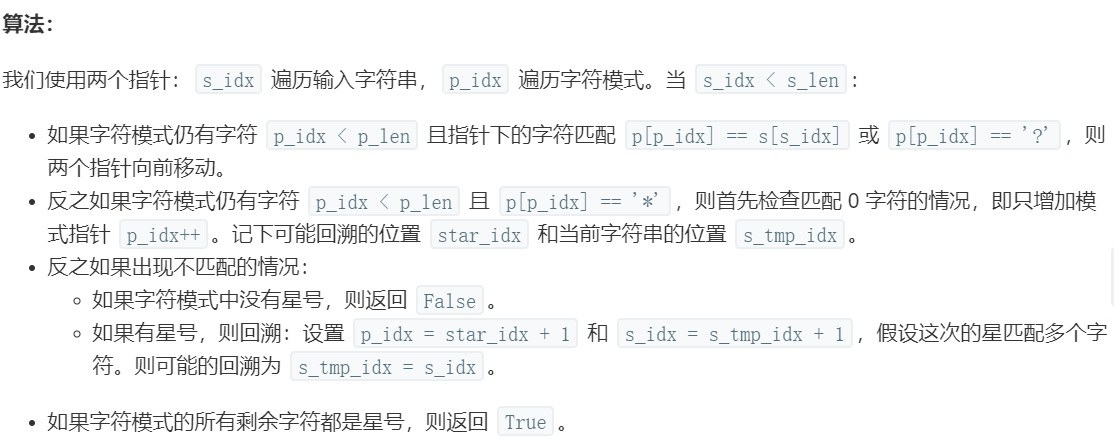 算法：
我们使用两个指针： s_idx 遍历输入字符串， p_idx 遍历字符模式。当 s_idx < s_len ：
• 如果字符模式仍有字符 p_idx < p_len 且指针下的字符匹配 p[p_idx] == s[s_idx] 或 p[p_idx] == '?' ，则
两个指针向前移动。
• 反之如果字符模式仍有字符 p_idx < p_len 且 p[p_idx] == '*' ，则首先检查匹配 0 字符的情况，即只增加模
式指针 p_idx++ 。记下可能回溯的位置 star_idx 和当前字符串的位置 s_tmp_idx 。
• 反之如果出现不匹配的情况：
◦ 如果字符模式中没有星号，则返回 False 。
◦ 如果有星号，则回溯：设置 p_idx = star_idx + 1 和 s_idx = s_tmp_idx + 1 ，假设这次的星匹配多个字
符。则可能的回溯为 s_tmp_idx = s_idx 。
• 如果字符模式的所有剩余字符都是星号，则返回 True 。